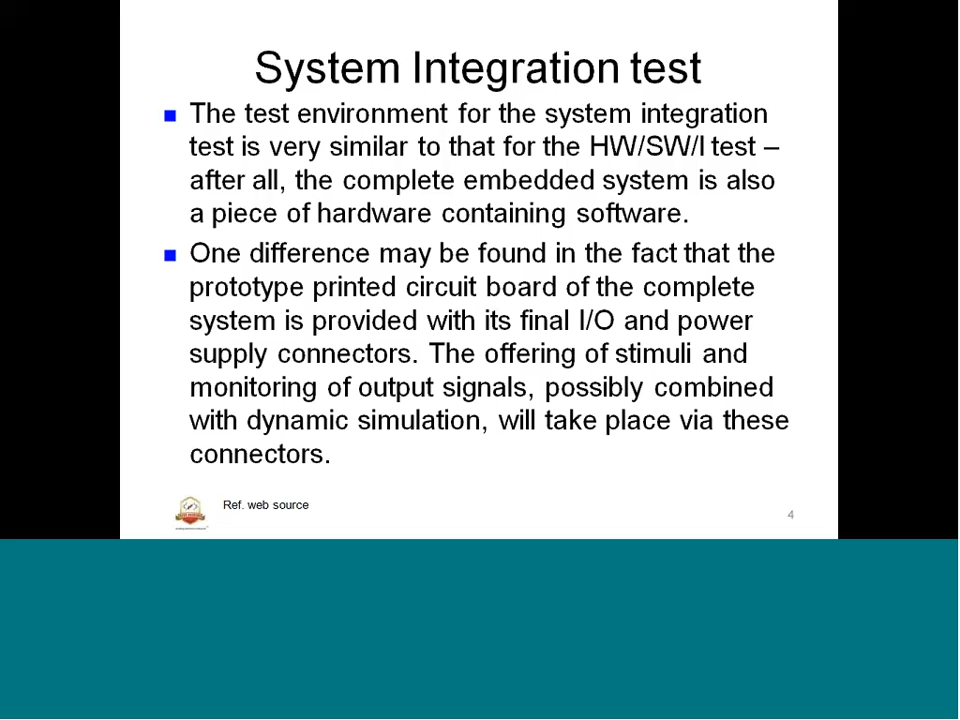 System Integration test
The test environment for the system integration
test is very similar to that for the HW/SW/I test –
after all, the complete embedded system is also
a piece of hardware containing software.
One difference may be found in the fact that the
prototype printed circuit board of the complete
system is provided with its final I/O and power
supply connectors. The offering of stimuli and
monitoring of output signals, possibly combined
with dynamic simulation, will take place via these
connectors.
Ref. web source
4